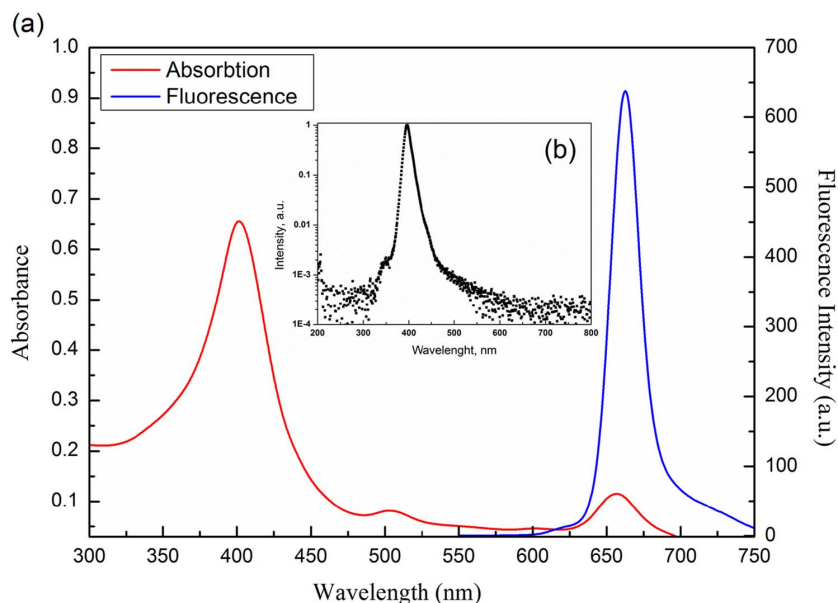 (a)
Absorbtion
Fluorescence
Absorbance
1.0
0.9
0.8
0.7
0.6
0.5
0.4
0.3
0.2
0.1
700
600
500
400
300
200
100
0
Fluorescence Intensity (a.u.)
300 350 400 450 500 550 600 650 700 750
Wavelength (nm)
(b)
Intensity, a.u.
1
0.1
0.01
1E-3
1E-4
200 300 400 500 600 700 800
Wavelenght, nm